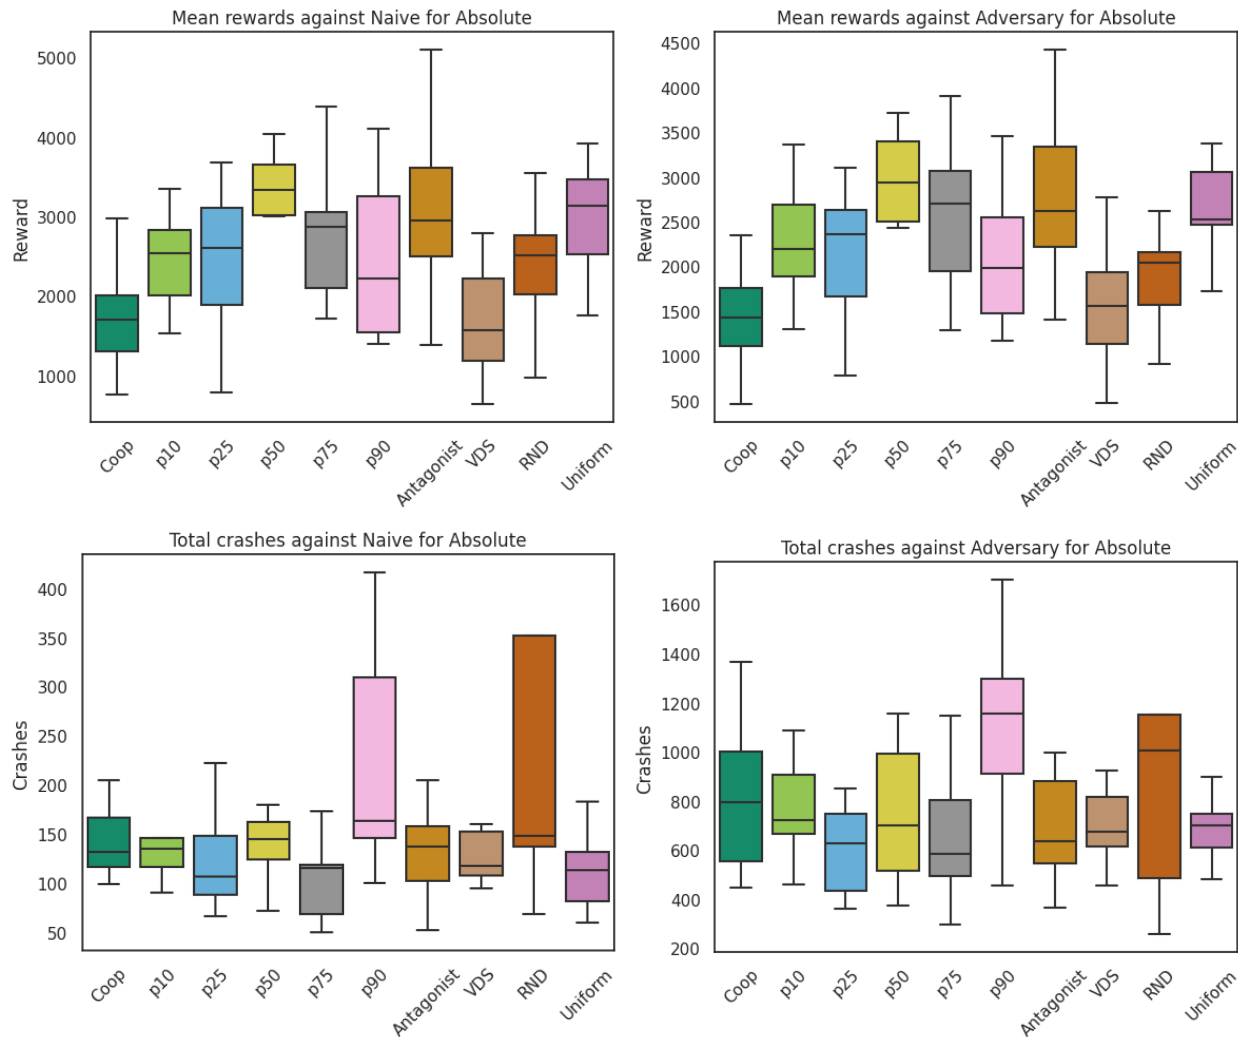 Mean rewards against Naive for Absolute
Reward
5000
4000
3000
2000
1000
Coop p10 p25 p50 p75 p90 Antagonist VDS RND Uniform
Mean rewards against Adversary for Absolute
Reward
4500
4000
3500
3000
2500
2000
1500
1000
500
Coop p10 p25 p50 p75 p90 Antagonist VDS RND Uniform
Total crashes against Naive for Absolute
Crashes
400
350
300
250
200
150
100
50
Coop p10 p25 p50 p75 p90 Antagonist VDS RND Uniform
Total crashes against Adversary for Absolute
Crashes
1600
1400
1200
1000
800
600
400
200
Coop p10 p25 p50 p75 p90 Antagonist VDS RND Uniform